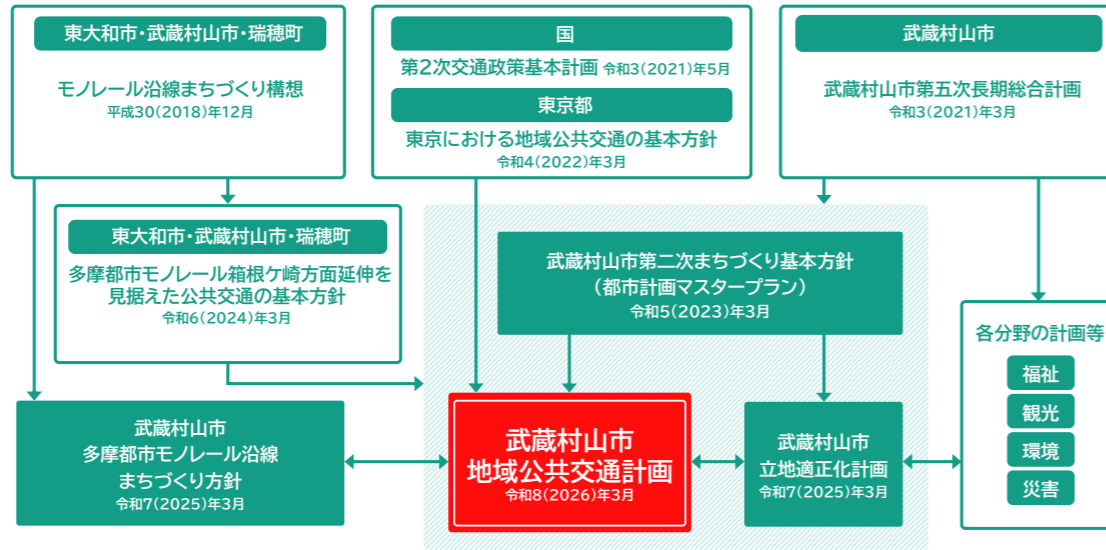 東大和市・武蔵村山市・瑞穂町
モノレール沿線まちづくり構想
平成30(2018)年12月
国
第2次交通政策基本計画 令和3(2021)年5月
東京都
東京における地域公共交通の基本方針
令和4(2022)年3月
武蔵村山市
武蔵村山市第五次長期総合計画
令和3(2021)年3月
東大和市・武蔵村山市・瑞穂町
多摩都市モノレール箱根ケ崎方面延伸を
見据えた公共交通の基本方針
令和6(2024)年3月
武蔵村山市第二次まちづくり基本方針
(都市計画マスタープラン)
令和5(2023)年3月
各分野の計画等
福祉
観光
環境
災害
武蔵村山市
多摩都市モノレール沿線
まちづくり方針
令和7(2025)年3月
武蔵村山市
地域公共交通計画
令和8(2026)年3月
武蔵村山市
立地適正化計画
令和7(2025)年3月